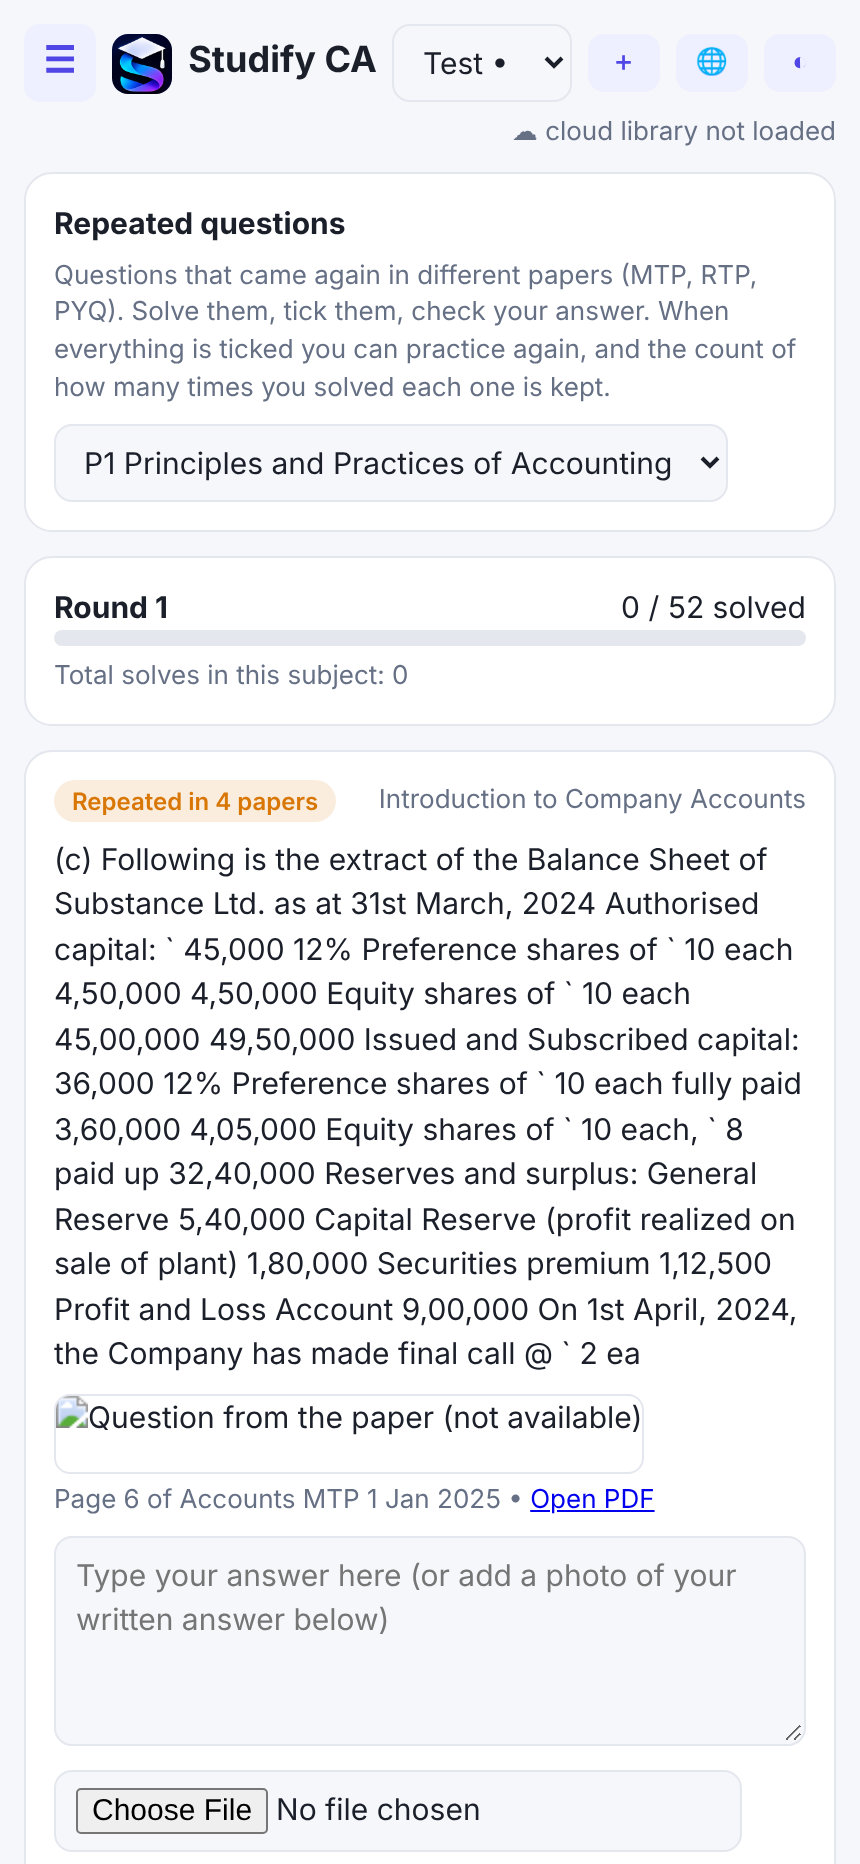 ☰ Studify CA Test • + 🌐
☁ cloud library not loaded
Repeated questions
Questions that came again in different papers (MTP, RTP,
PYQ). Solve them, tick them, check your answer. When
everything is ticked you can practice again, and the count of
how many times you solved each one is kept.
P1 Principles and Practices of Accounting
Round 1 0 / 52 solved
Total solves in this subject: 0
Repeated in 4 papers Introduction to Company Accounts
(c) Following is the extract of the Balance Sheet of
Substance Ltd. as at 31st March, 2024 Authorised
capital: ` 45,000 12% Preference shares of ` 10 each
4,50,000 4,50,000 Equity shares of ` 10 each
45,00,000 49,50,000 Issued and Subscribed capital:
36,000 12% Preference shares of ` 10 each fully paid
3,60,000 4,05,000 Equity shares of ` 10 each, ` 8
paid up 32,40,000 Reserves and surplus: General
Reserve 5,40,000 Capital Reserve (profit realized on
sale of plant) 1,80,000 Securities premium 1,12,500
Profit and Loss Account 9,00,000 On 1st April, 2024,
the Company has made final call @ ` 2 ea
Question from the paper (not available)
Page 6 of Accounts MTP 1 Jan 2025 • Open PDF
Type your answer here (or add a photo of your
written answer below)
Choose File No file chosen